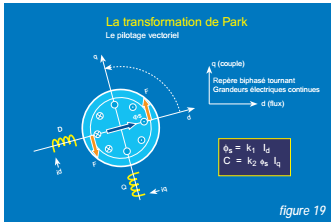 La transformation de Park
Le pilotage vectoriel
q
F
Φs
d
D
F
id
Q
iq
q (couple)
Repère biphasé tournant
Grandeurs électriques continues
d (flux)
ϕs = k1 Id
C = k2 ϕs Iq
figure 19